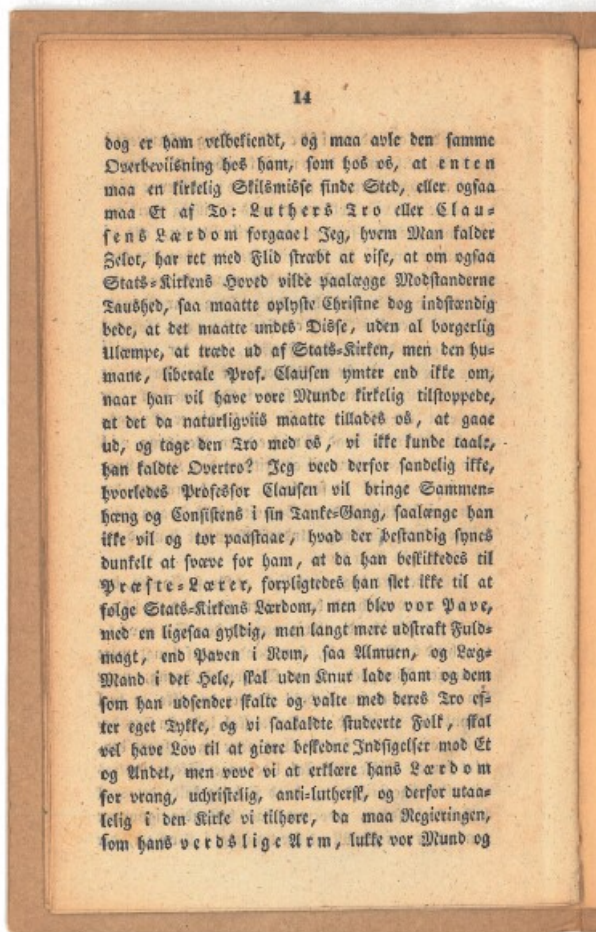 14
dog er ham velbekiendt, og maa avle den samme
Overbeviisning hos ham, som hos os, at enten
maa en kirkelig Skilsmisse finde Sted, eller ogsaa
maa Et af To: Luthers Tro eller Clau-
sens Lærdom forgaae! Jeg, hvem Man kalder
Zelot, har ret med Flid stræbt at vise, at om ogsaa
Stats-Kirkens Hoved vilde paalægge Modstanderne
Taushed, saa maatte oplyste Christne dog indstændig
bede, at det maatte undes Disse, uden al borgerlig
Ulæmpe, at træde ud af Stats-Kirken, men den hu-
mane, liberale Prof. Clausen ymter end ikke om,
naar han vil have vore Munde kirkelig tilstoppede,
at det da naturligviis maatte tillades os, at gaae
ud, og tage den Tro med os, vi ikke kunde taale,
han kaldte Overtro? Jeg veed derfor sandelig ikke,
hvorledes Professor Clausen vil bringe Sammen-
hæng og Consistens i sin Tanke-Gang, saalænge han
ikke vil og tør paastaae, hvad der bestandig synes
dunkelt at svæve for ham, at da han beskikkedes til
Præste-Lærer, forpligtedes han slet ikke til at
følge Stats-Kirkens Lærdom, men blev vor Pave,
med en ligesaa gyldig, men langt mere udstrakt Fuld-
magt, end Paven i Rom, saa Almuen, og Læg-
Mand i det Hele, skal uden Knur lade ham og dem
som han udsender skalte og valte med deres Tro ef-
ter eget Tykke, og vi saakaldte studeerte Folk, skal
vel have Lov til at giøre beskedne Indsigelser mod Et
og Andet, men vove vi at erklære hans Lærdom
for vrang, uchristelig, anti-luthersk, og derfor utaa-
lelig i den Kirke vi tilhøre, da maa Regieringen,
som hans verdslige Arm, lukke vor Mund og